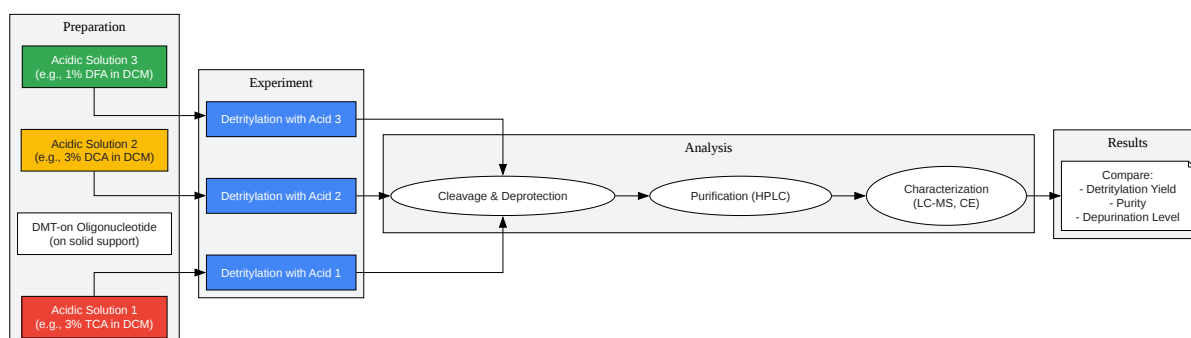 Preparation
Acidic Solution 3
(e.g., 1% DFA in DCM)
Acidic Solution 2
(e.g., 3% DCA in DCM)
DMT-on Oligonucleotide
(on solid support)
Acidic Solution 1
(e.g., 3% TCA in DCM)
Experiment
Detritylation with Acid 3
Detritylation with Acid 2
Detritylation with Acid 1
Analysis
Cleavage & Deprotection
Purification (HPLC)
Characterization
(LC-MS, CE)
Results
Compare:
- Detritylation Yield
- Purity
- Depurination Level